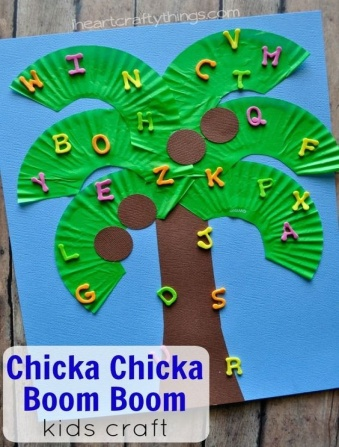 iheartcraftythings.com
V M
W I N C T
H Q
B O F
Y E Z K P
A
L J
G D S
R
Chicka Chicka
Boom Boom
kids craft